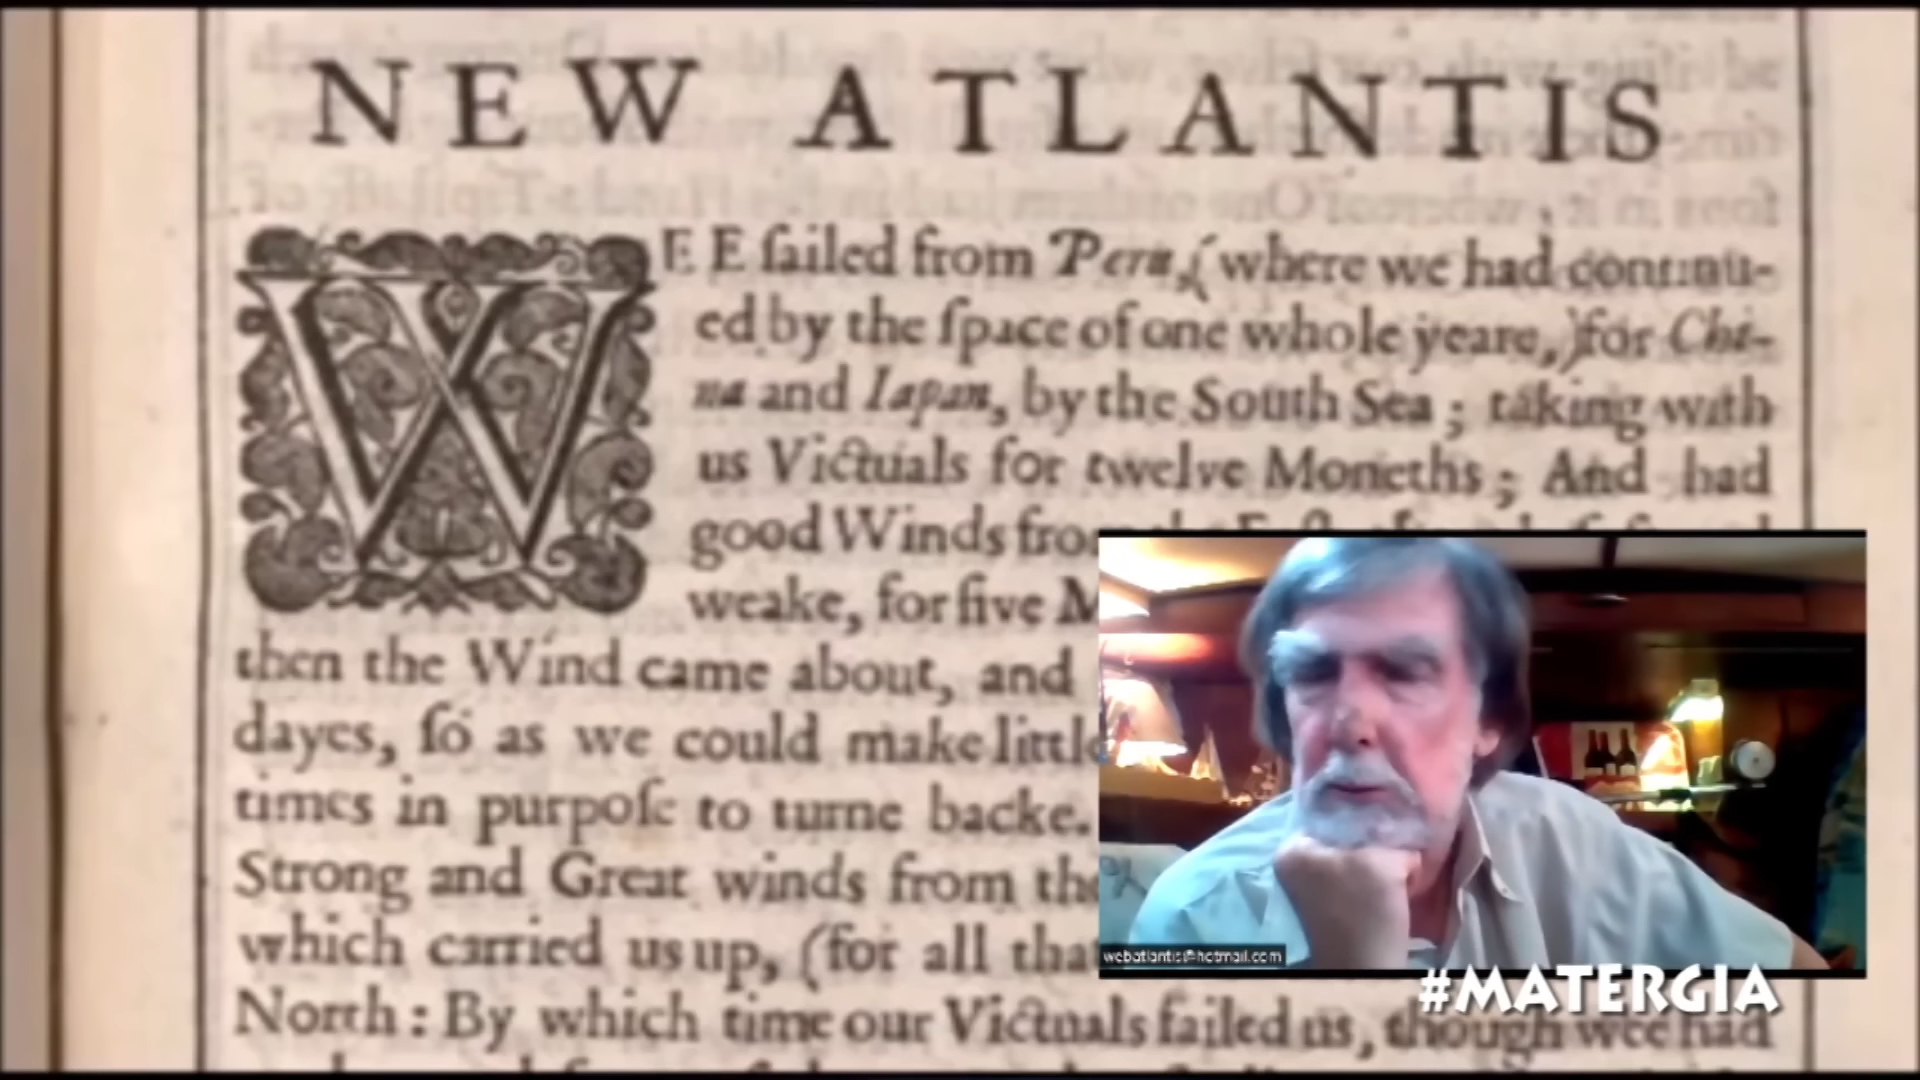 NEW ATLANTIS
WEE ſailed from Peru, (where we had continu-
ed by the ſpace of one whole yeare,) for Chi-
na and Iapan, by the South Sea; taking with
us Victuals for twelve Moneths; And had
good Winds from
weake, for five M
then the Wind came about, and
dayes, ſo as we could make little
times in purpoſe to turne backe.
Strong and Great winds from the
which carried us up, (for all that
North: By which time our Victuals failed us, though wee had
webatlantis@hotmail.com
#MATERGIA